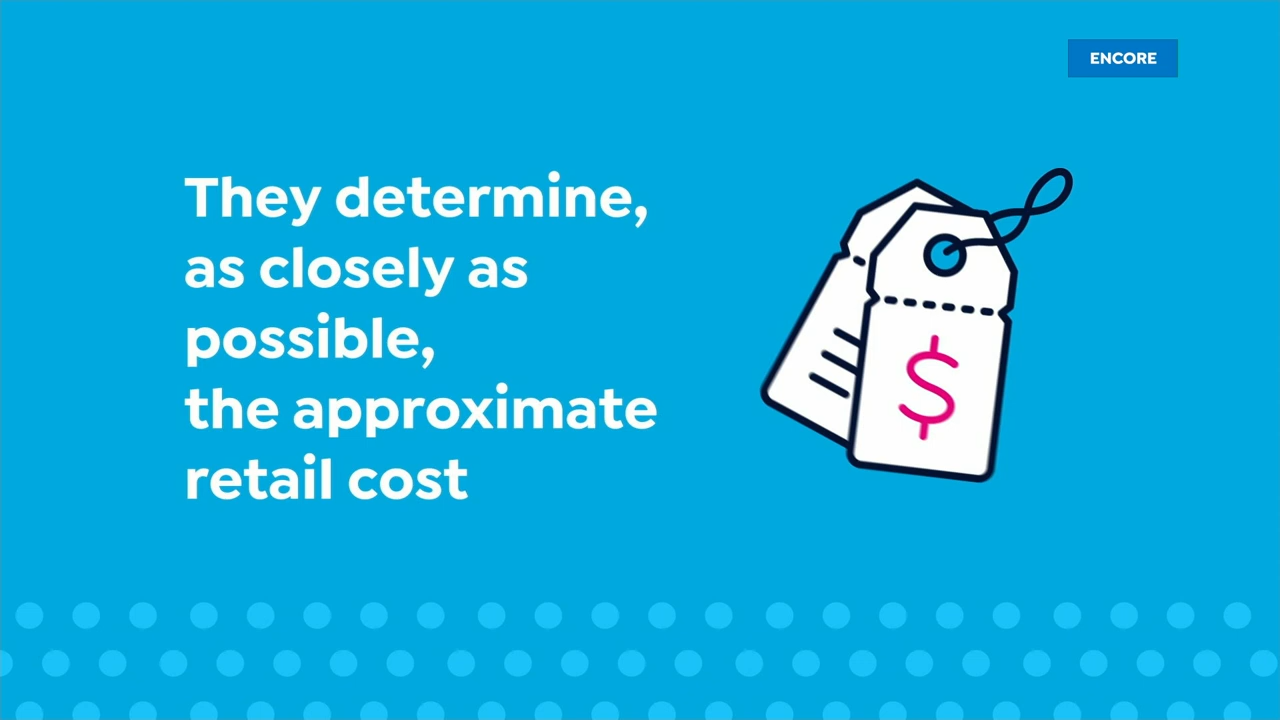 ENCORE
They determine,
as closely as
possible,
the approximate
retail cost
$